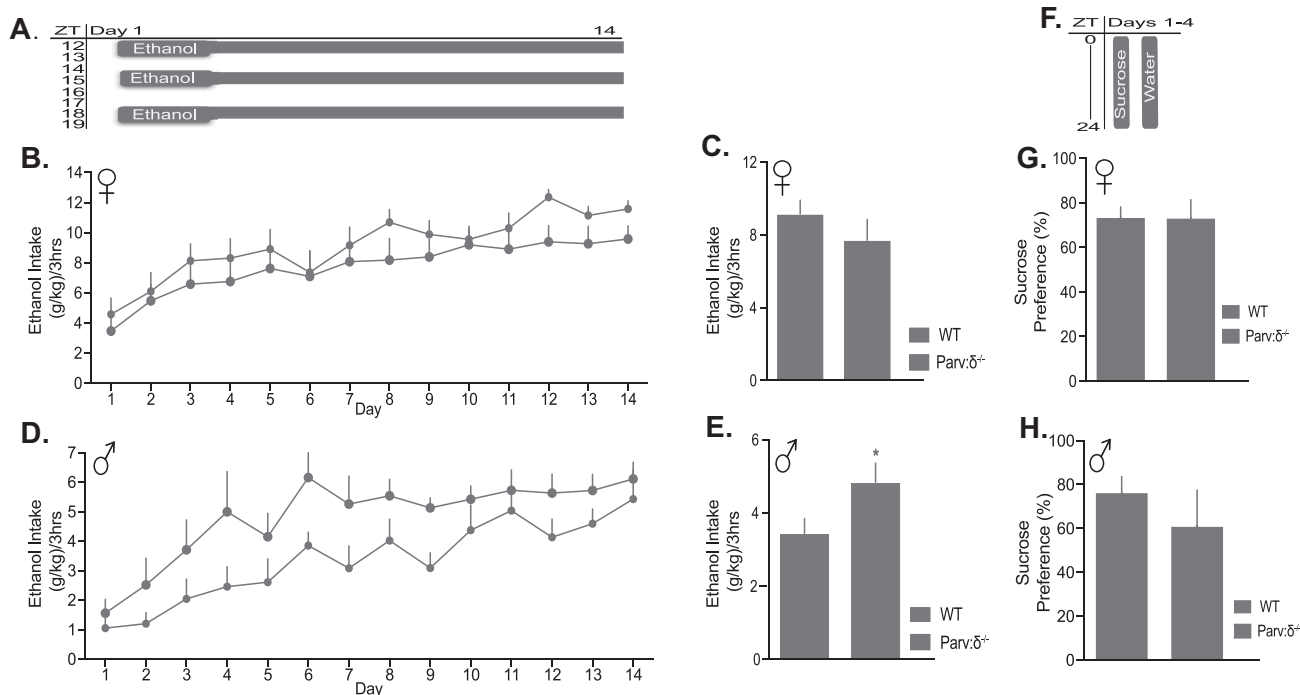 A.
ZT Day 1 14
12
13
14
15
16
17
18
19
Ethanol
Ethanol
Ethanol
B.
♀
Ethanol Intake
(g/kg)/3hrs
14
12
10
8
6
4
2
0
1 2 3 4 5 6 7 8 9 10 11 12 13 14
Day
C.
♀
Ethanol Intake
(g/kg)/3hrs
12
8
4
0
WT
Parv:δ-/-
D.
♂
Ethanol Intake
(g/kg)/3hrs
7
6
5
4
3
2
1
0
1 2 3 4 5 6 7 8 9 10 11 12 13 14
Day
E.
♂
Ethanol Intake
(g/kg)/3hrs
6
4
2
0
*
WT
Parv:δ-/-
F.
ZT Days 1-4
0
24
Sucrose
Water
G.
♀
Sucrose
Preference (%)
100
80
60
40
20
0
WT
Parv:δ-/-
H.
♂
Sucrose
Preference (%)
100
80
60
40
20
0
WT
Parv:δ-/-